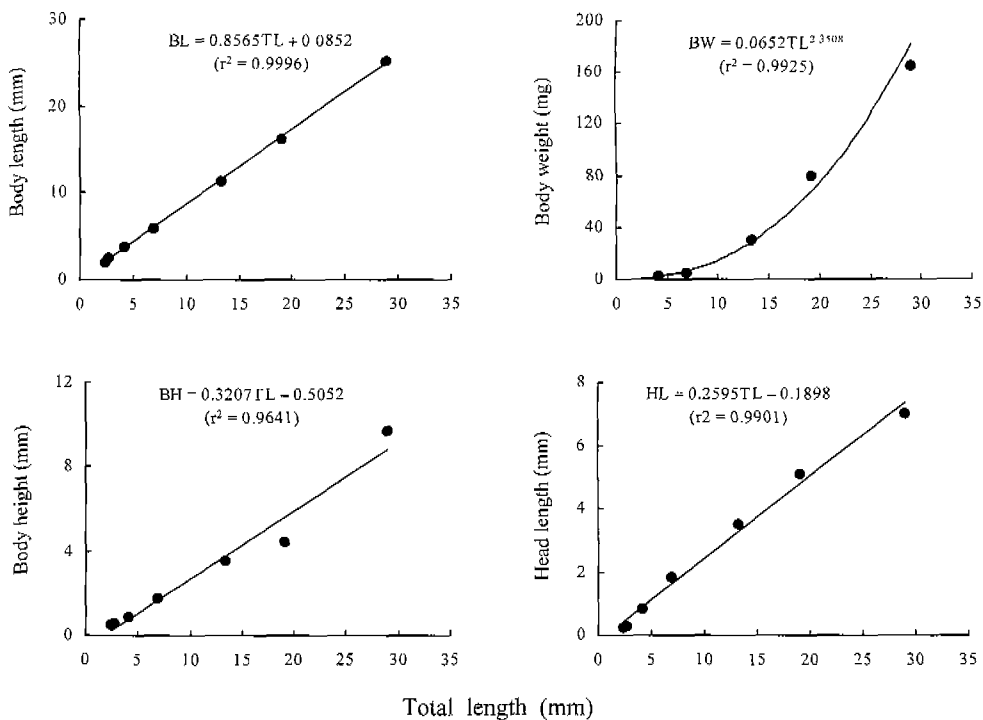 BL = 0.8565TL + 0.0852
(r² = 0.9996)
Body length (mm)
30
20
10
0
0 5 10 15 20 25 30 35
BW = 0.0652TL^2.3508
(r² = 0.9925)
Body weight (mg)
200
160
120
80
40
0
0 5 10 15 20 25 30 35
BH = 0.3207TL − 0.5052
(r² = 0.9641)
Body height (mm)
12
8
4
0
0 5 10 15 20 25 30 35
HL = 0.2595TL − 0.1898
(r2 = 0.9901)
Head length (mm)
8
6
4
2
0
0 5 10 15 20 25 30 35
Total length (mm)